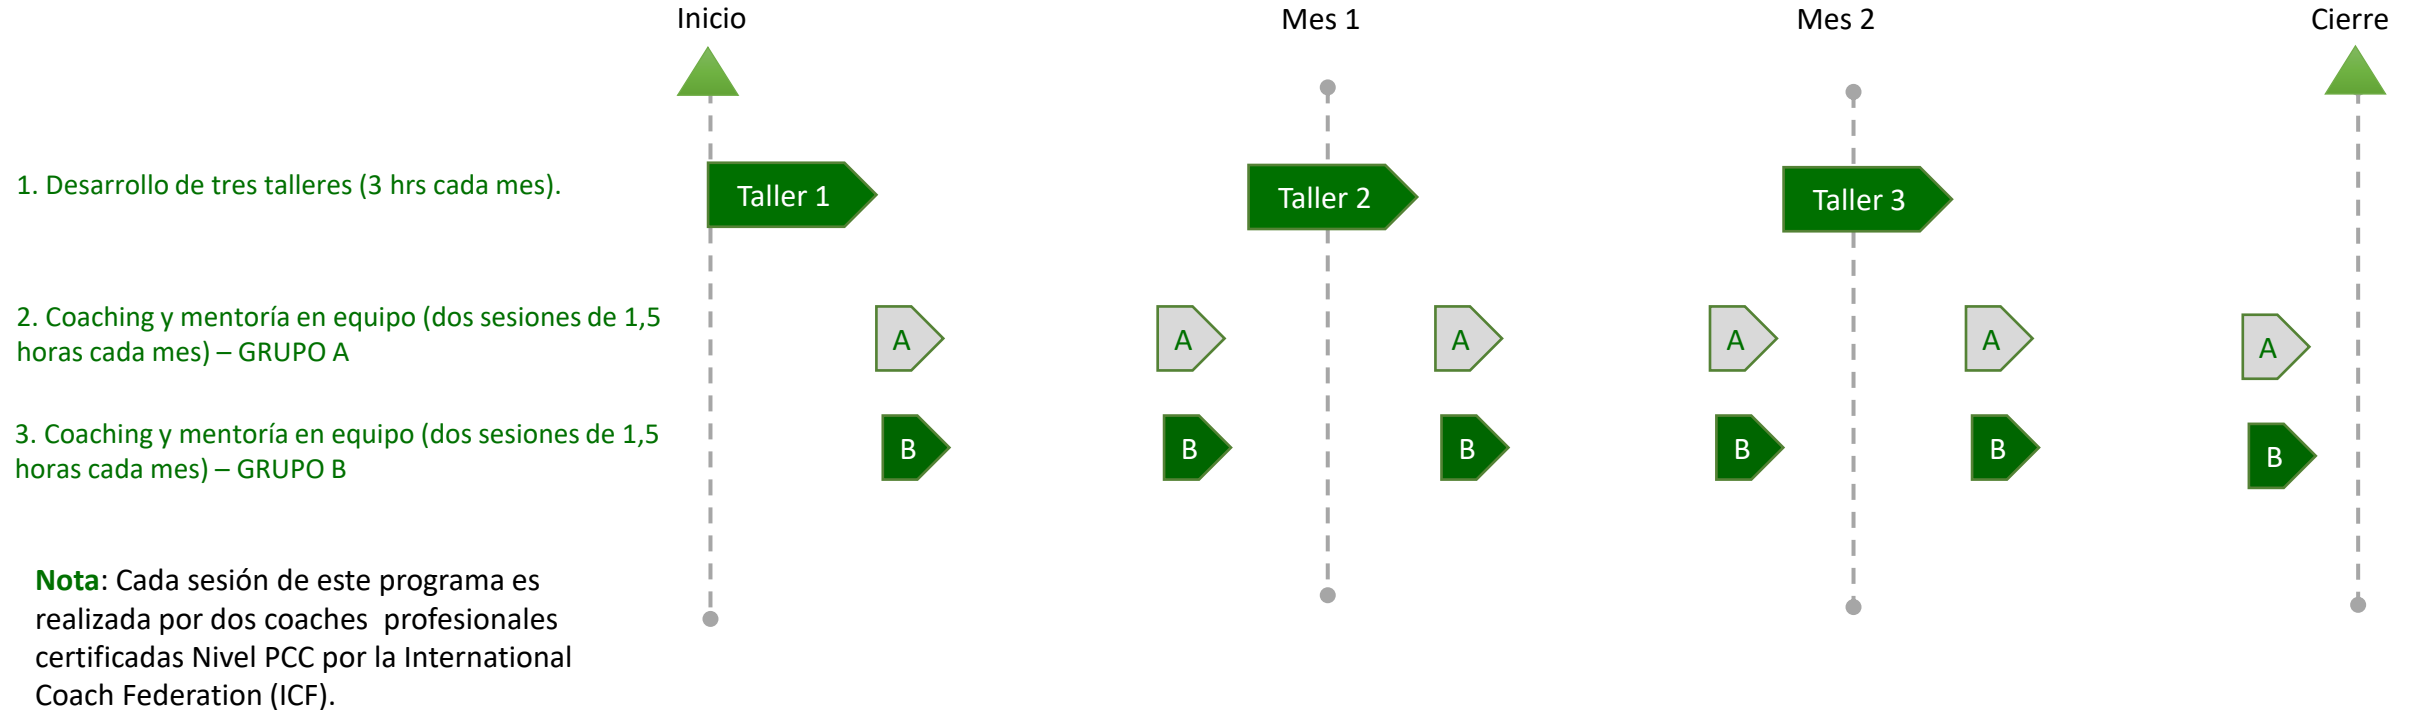 Inicio
Mes 1
Mes 2
Cierre
1. Desarrollo de tres talleres (3 hrs cada mes).
Taller 1
Taller 2
Taller 3
2. Coaching y mentoría en equipo (dos sesiones de 1,5
horas cada mes) – GRUPO A
A
A
A
A
A
A
3. Coaching y mentoría en equipo (dos sesiones de 1,5
horas cada mes) – GRUPO B
B
B
B
B
B
B
Nota: Cada sesión de este programa es
realizada por dos coaches profesionales
certificadas Nivel PCC por la International
Coach Federation (ICF).